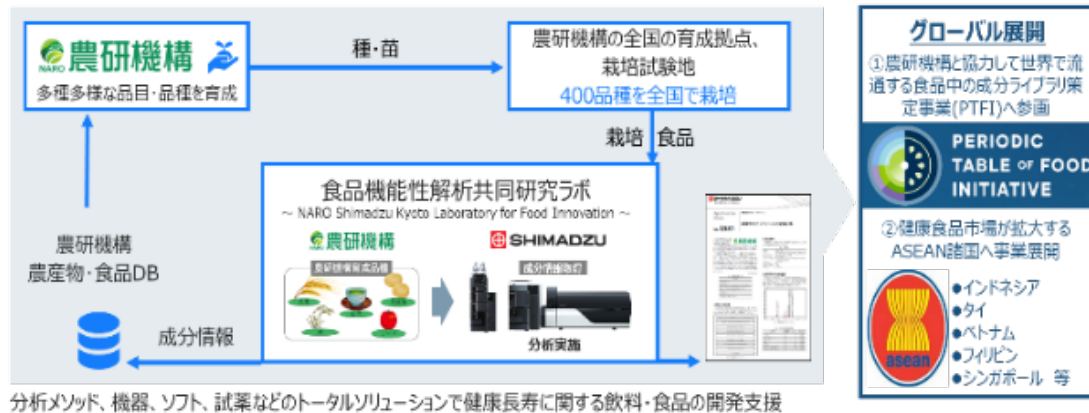 NARO 農研機構
多種多様な品目・品種を育成
種・苗
農研機構の全国の育成拠点、
栽培試験地
400品種を全国で栽培
栽培 食品
食品機能性解析共同研究ラボ
～ NARO Shimadzu Kyoto Laboratory for Food Innovation ～
農研機構
SHIMADZU
農研機構育成品種
成分情報取得
分析実施
農研機構
農産物・食品DB
成分情報
分析メソッド、機器、ソフト、試薬などのトータルソリューションで健康長寿に関する飲料・食品の開発支援
グローバル展開
①農研機構と協力して世界で流
通する食品中の成分ライブラリ策
定事業(PTFI)へ参画
PERIODIC
TABLE OF FOOD
INITIATIVE
②健康食品市場が拡大する
ASEAN諸国へ事業展開
asean
●インドネシア
●タイ
●ベトナム
●フィリピン
●シンガポール 等